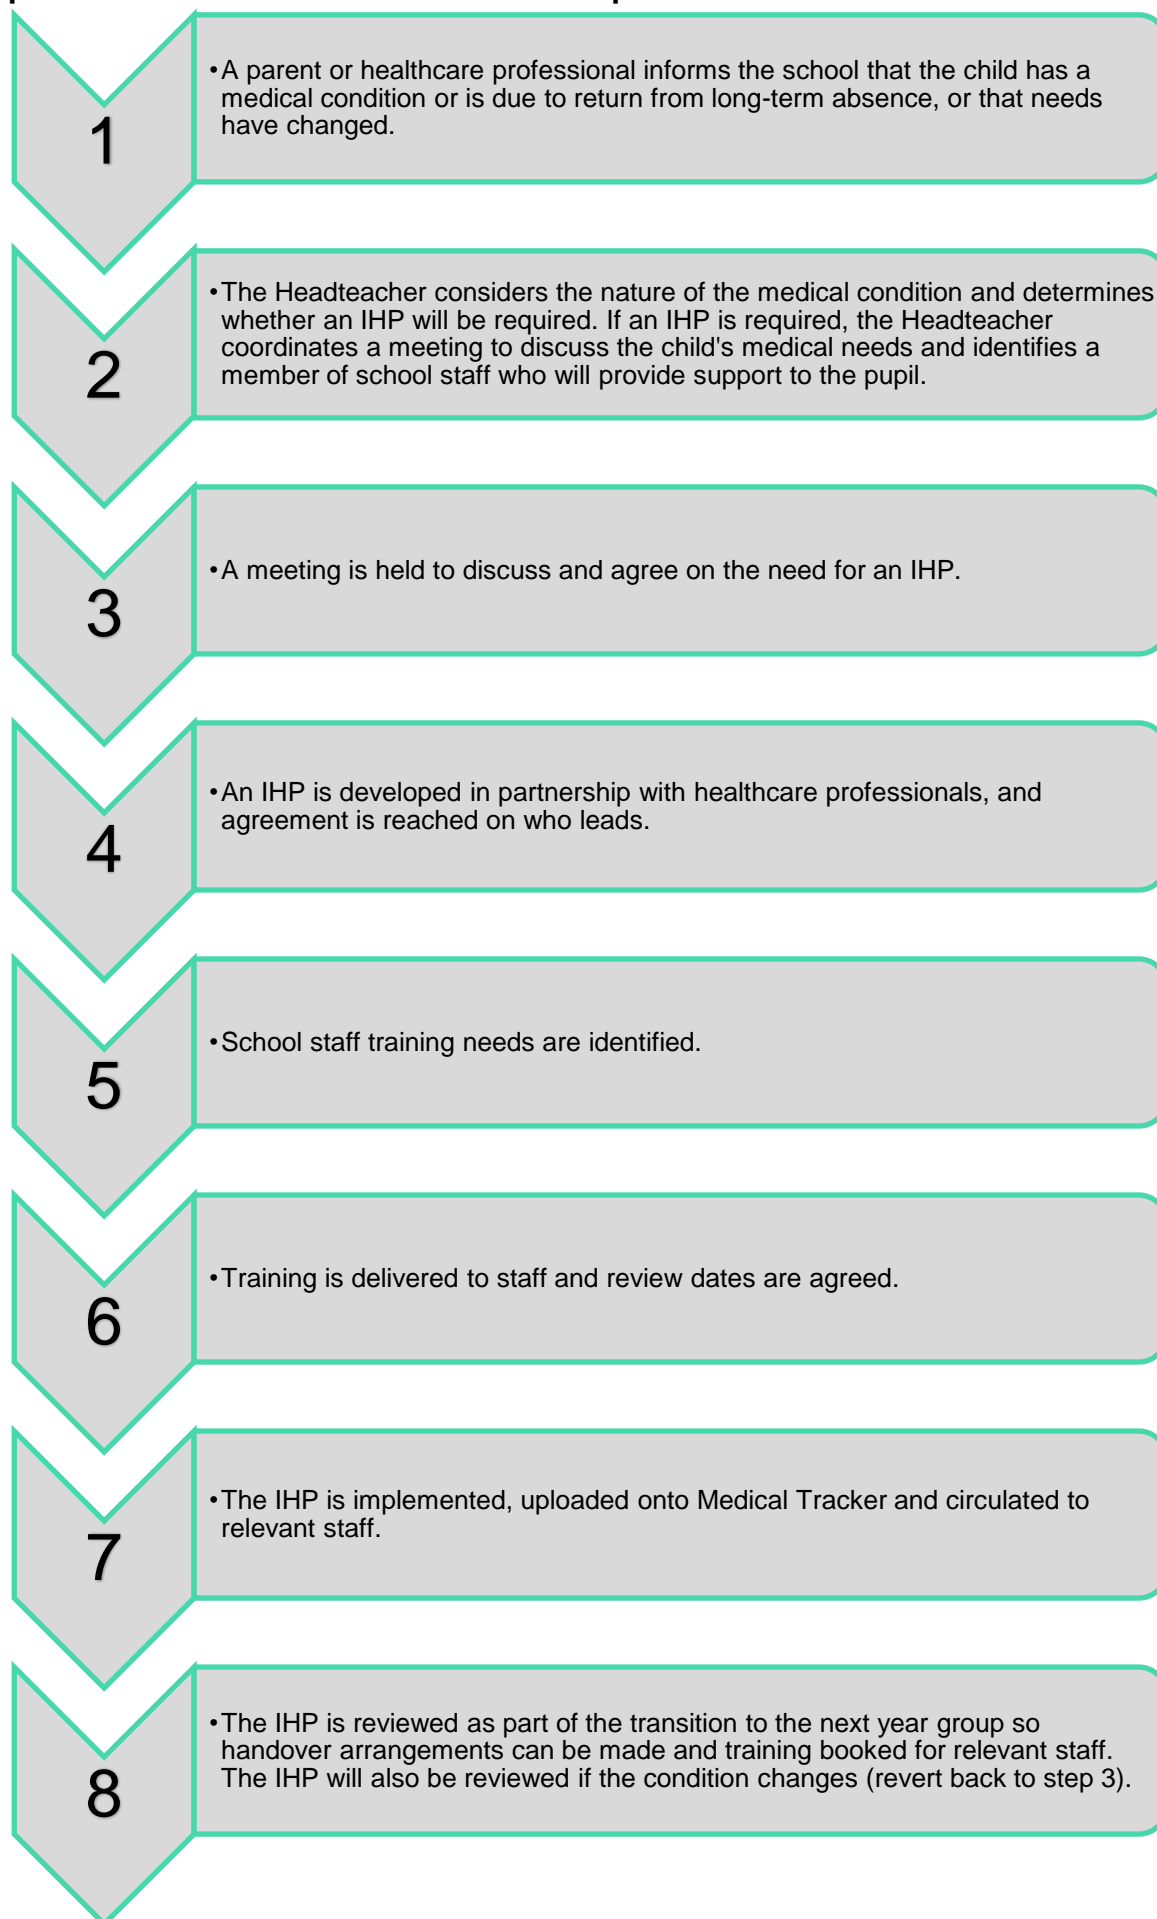 1
•A parent or healthcare professional informs the school that the child has a
medical condition or is due to return from long-term absence, or that needs
have changed.
2
•The Headteacher considers the nature of the medical condition and determines
whether an IHP will be required. If an IHP is required, the Headteacher
coordinates a meeting to discuss the child's medical needs and identifies a
member of school staff who will provide support to the pupil.
3
•A meeting is held to discuss and agree on the need for an IHP.
4
•An IHP is developed in partnership with healthcare professionals, and
agreement is reached on who leads.
5
•School staff training needs are identified.
6
•Training is delivered to staff and review dates are agreed.
7
•The IHP is implemented, uploaded onto Medical Tracker and circulated to
relevant staff.
8
•The IHP is reviewed as part of the transition to the next year group so
handover arrangements can be made and training booked for relevant staff.
The IHP will also be reviewed if the condition changes (revert back to step 3).